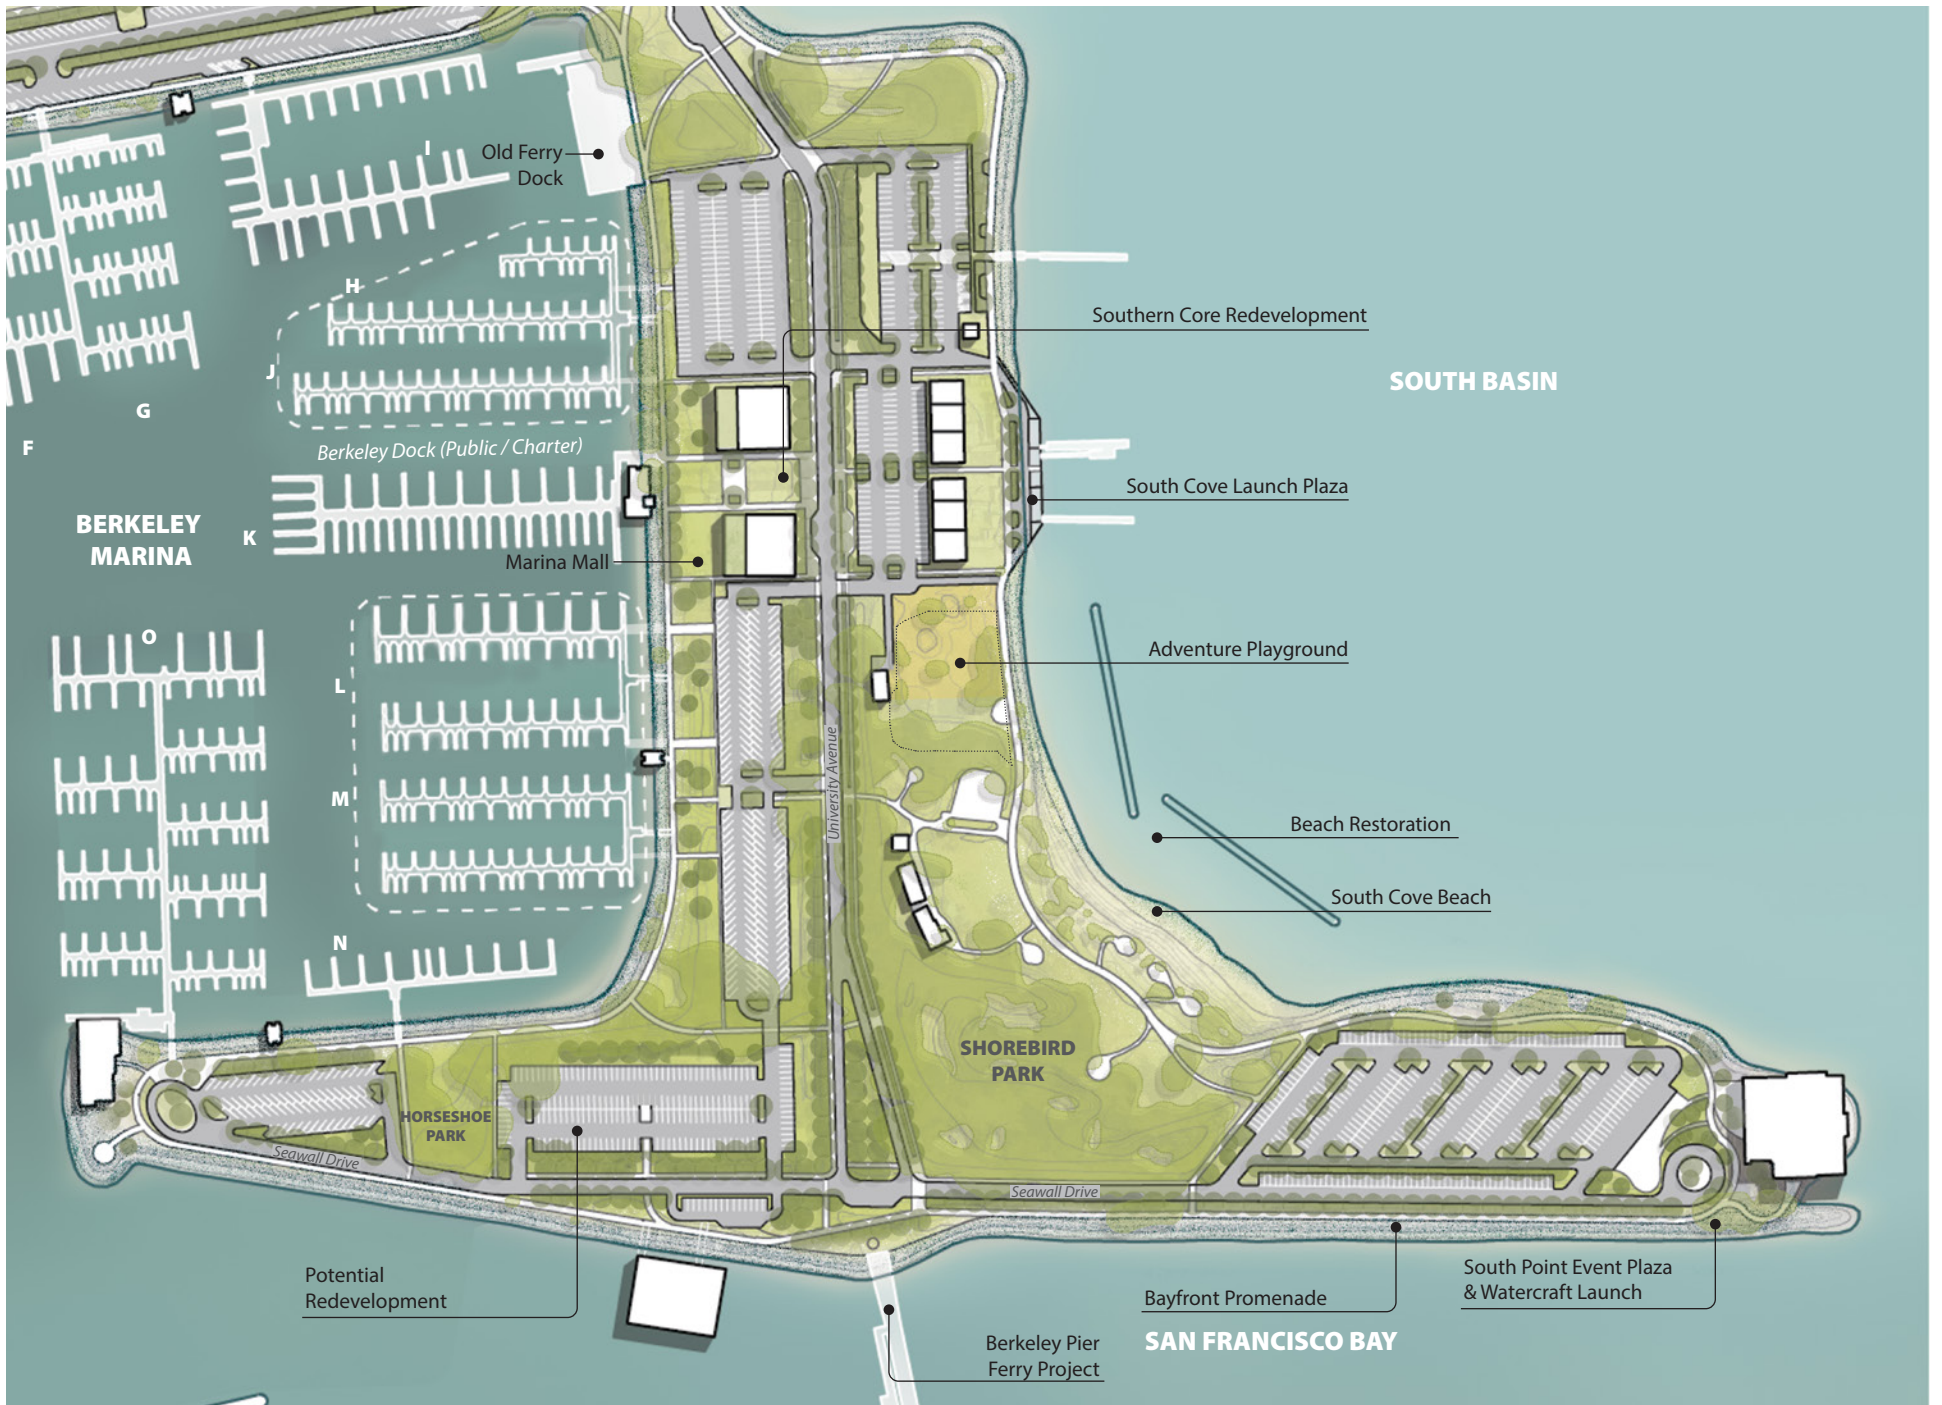 I
Old Ferry
Dock
H
Southern Core Redevelopment
J
SOUTH BASIN
G
F
Berkeley Dock (Public / Charter)
South Cove Launch Plaza
BERKELEY
MARINA
K
Marina Mall
O
Adventure Playground
L
University Avenue
M
Beach Restoration
South Cove Beach
N
SHOREBIRD
PARK
HORSESHOE
PARK
Seawall Drive
Seawall Drive
Potential
Redevelopment
South Point Event Plaza
& Watercraft Launch
Bayfront Promenade
Berkeley Pier
Ferry Project
SAN FRANCISCO BAY